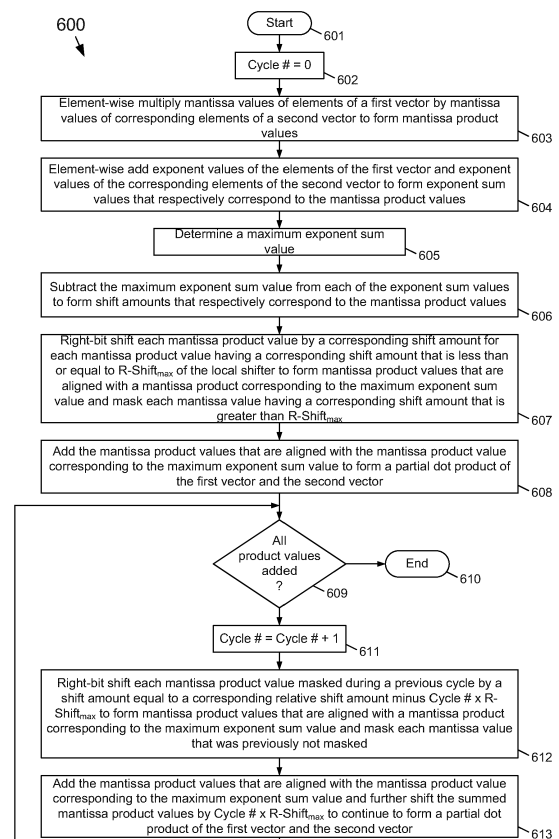 600
Start
601
Cycle # = 0
602
Element-wise multiply mantissa values of elements of a first vector by mantissa
values of corresponding elements of a second vector to form mantissa product
values
603
Element-wise add exponent values of the elements of the first vector and exponent
values of the corresponding elements of the second vector to form exponent sum
values that respectively correspond to the mantissa product values
604
Determine a maximum exponent sum
value
605
Subtract the maximum exponent sum value from each of the exponent sum values
to form shift amounts that respectively correspond to the mantissa product values
606
Right-bit shift each mantissa product value by a corresponding shift amount for
each mantissa product value having a corresponding shift amount that is less than
or equal to R-Shiftmax of the local shifter to form mantissa product values that are
aligned with a mantissa product corresponding to the maximum exponent sum
value and mask each mantissa value having a corresponding shift amount that is
greater than R-Shiftmax
607
Add the mantissa product values that are aligned with the mantissa product value
corresponding to the maximum exponent sum value to form a partial dot product of
the first vector and the second vector
608
All
product values
added
?
609
End
610
Cycle # = Cycle # + 1
611
Right-bit shift each mantissa product value masked during a previous cycle by a
shift amount equal to a corresponding relative shift amount minus Cycle # x R-
Shiftmax to form mantissa product values that are aligned with a mantissa product
corresponding to the maximum exponent sum value and mask each mantissa value
that was previously not masked
612
Add the mantissa product values that are aligned with the mantissa product value
corresponding to the maximum exponent sum value and further shift the summed
mantissa product values by Cycle # x R-Shiftmax to continue to form a partial dot
product of the first vector and the second vector
613